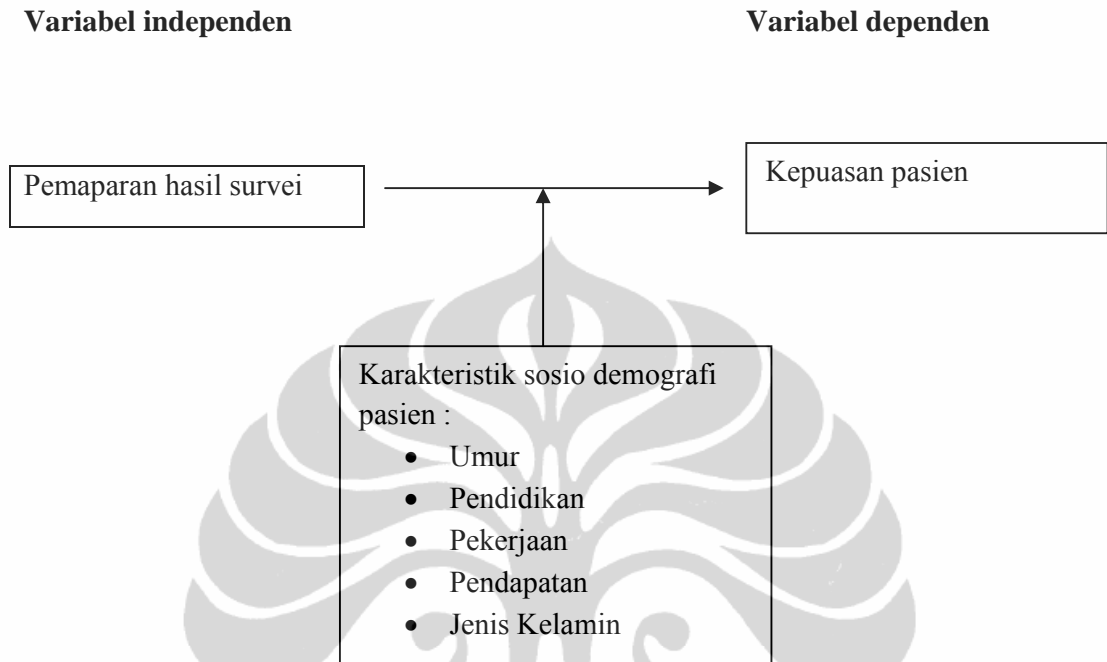 Variabel independen
Variabel dependen
Pemaparan hasil survei
Kepuasan pasien
Karakteristik sosio demografi
pasien :
• Umur
• Pendidikan
• Pekerjaan
• Pendapatan
• Jenis Kelamin